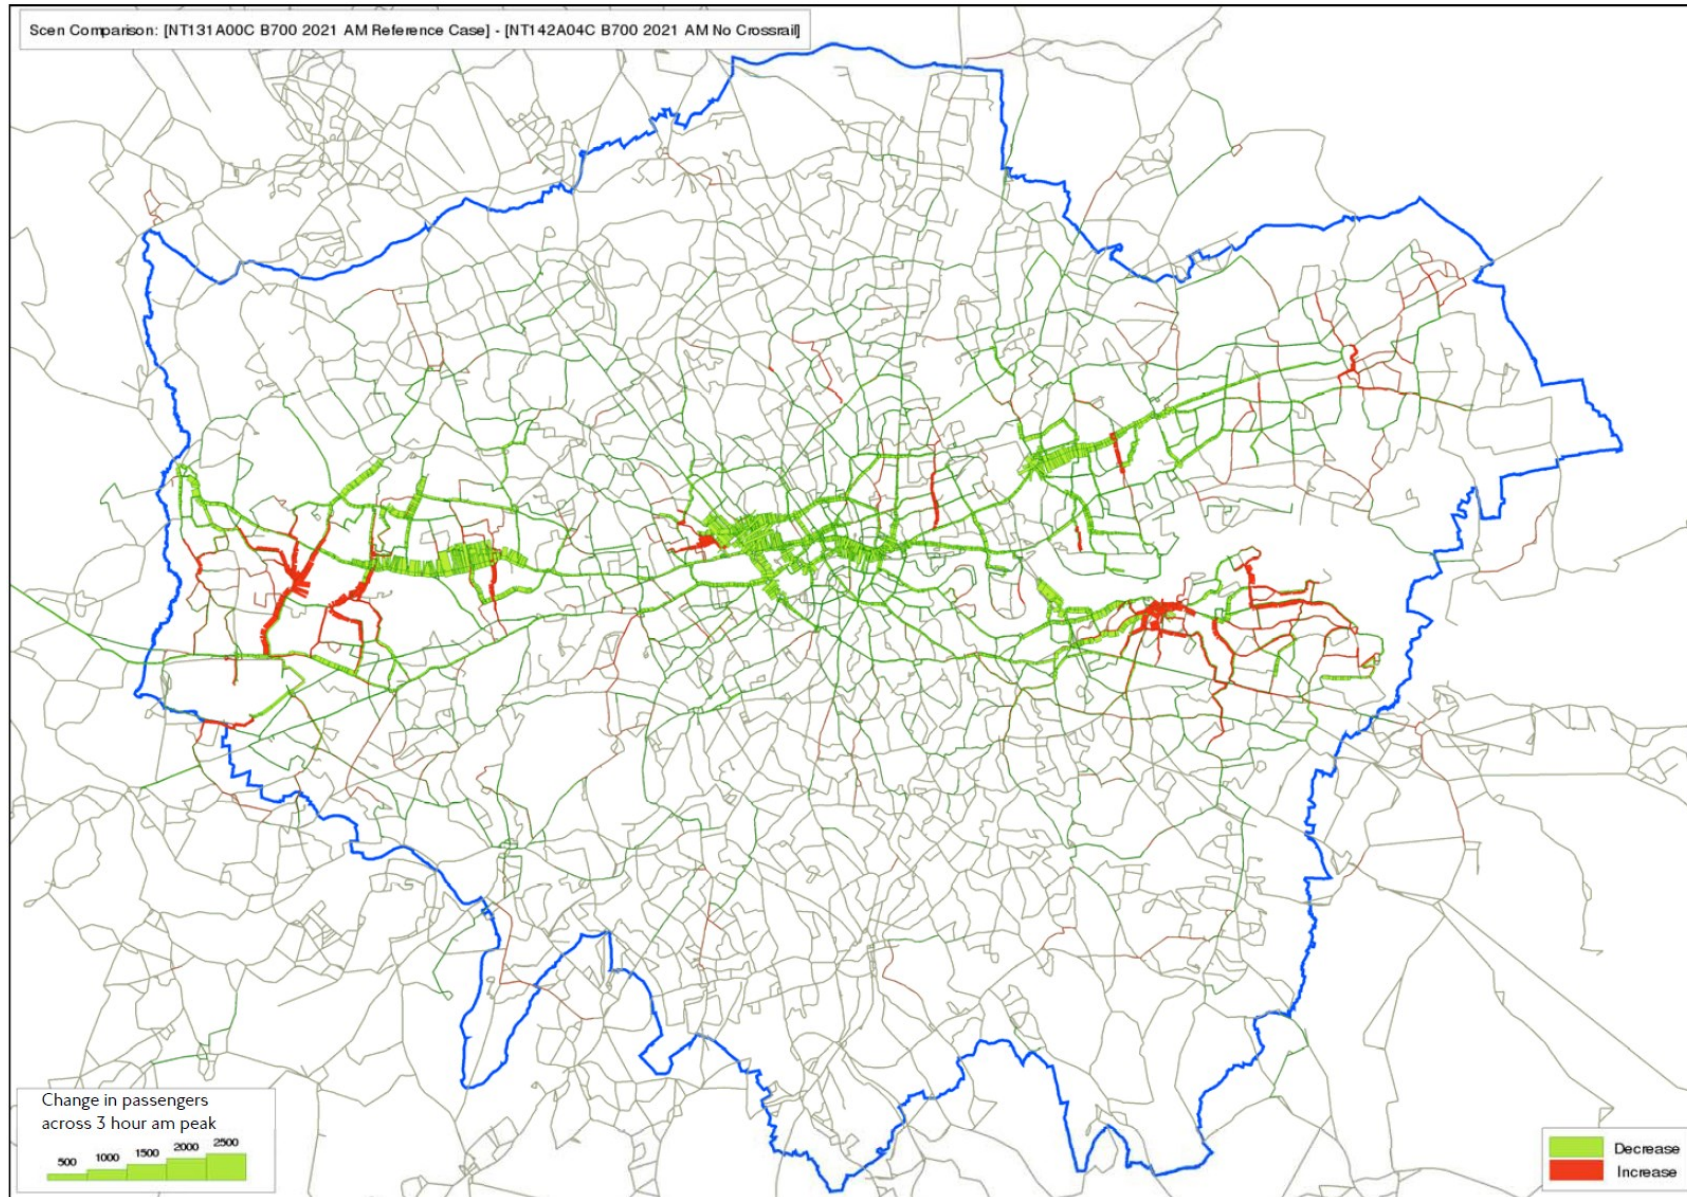 Scen Comparison: [NT131A00C B700 2021 AM Reference Case] - [NT142A04C B700 2021 AM No Crossrail]
Change in passengers
across 3 hour am peak
500 1000 1500 2000 2500
Decrease
Increase